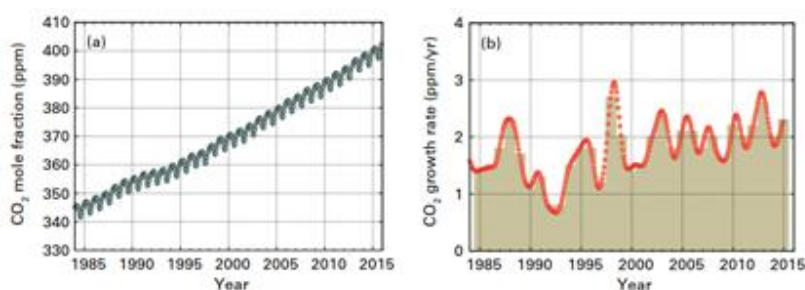 (a)
CO₂ mole fraction (ppm)
410
400
390
380
370
360
350
340
330
1985 1990 1995 2000 2005 2010 2015
Year
(b)
CO₂ growth rate (ppm/yr)
4
3
2
1
0
1985 1990 1995 2000 2005 2010 2015
Year